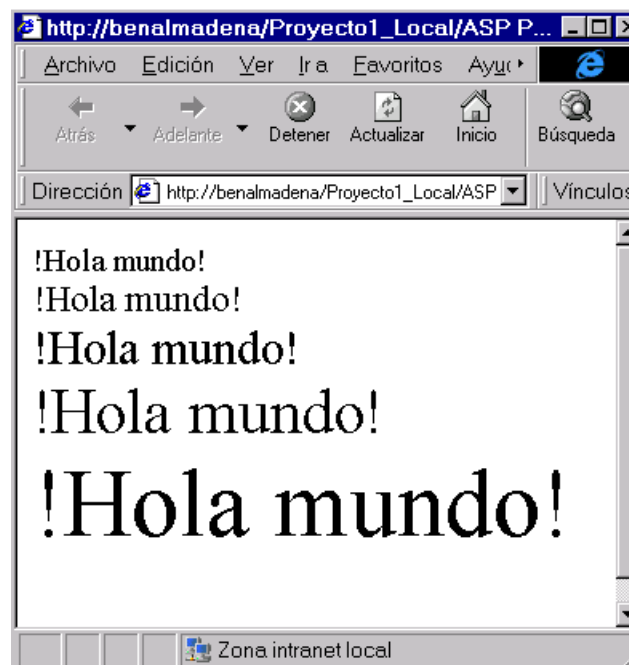 http://benalmadena/Proyecto1_Local/ASP P...
Archivo Edición Ver Ir a Favoritos
Atrás Adelante Detener Actualizar Inicio Búsqueda
Dirección http://benalmadena/Proyecto1_Local/ASP Vínculos
!Hola mundo!
!Hola mundo!
!Hola mundo!
!Hola mundo!
!Hola mundo!
Zona intranet local